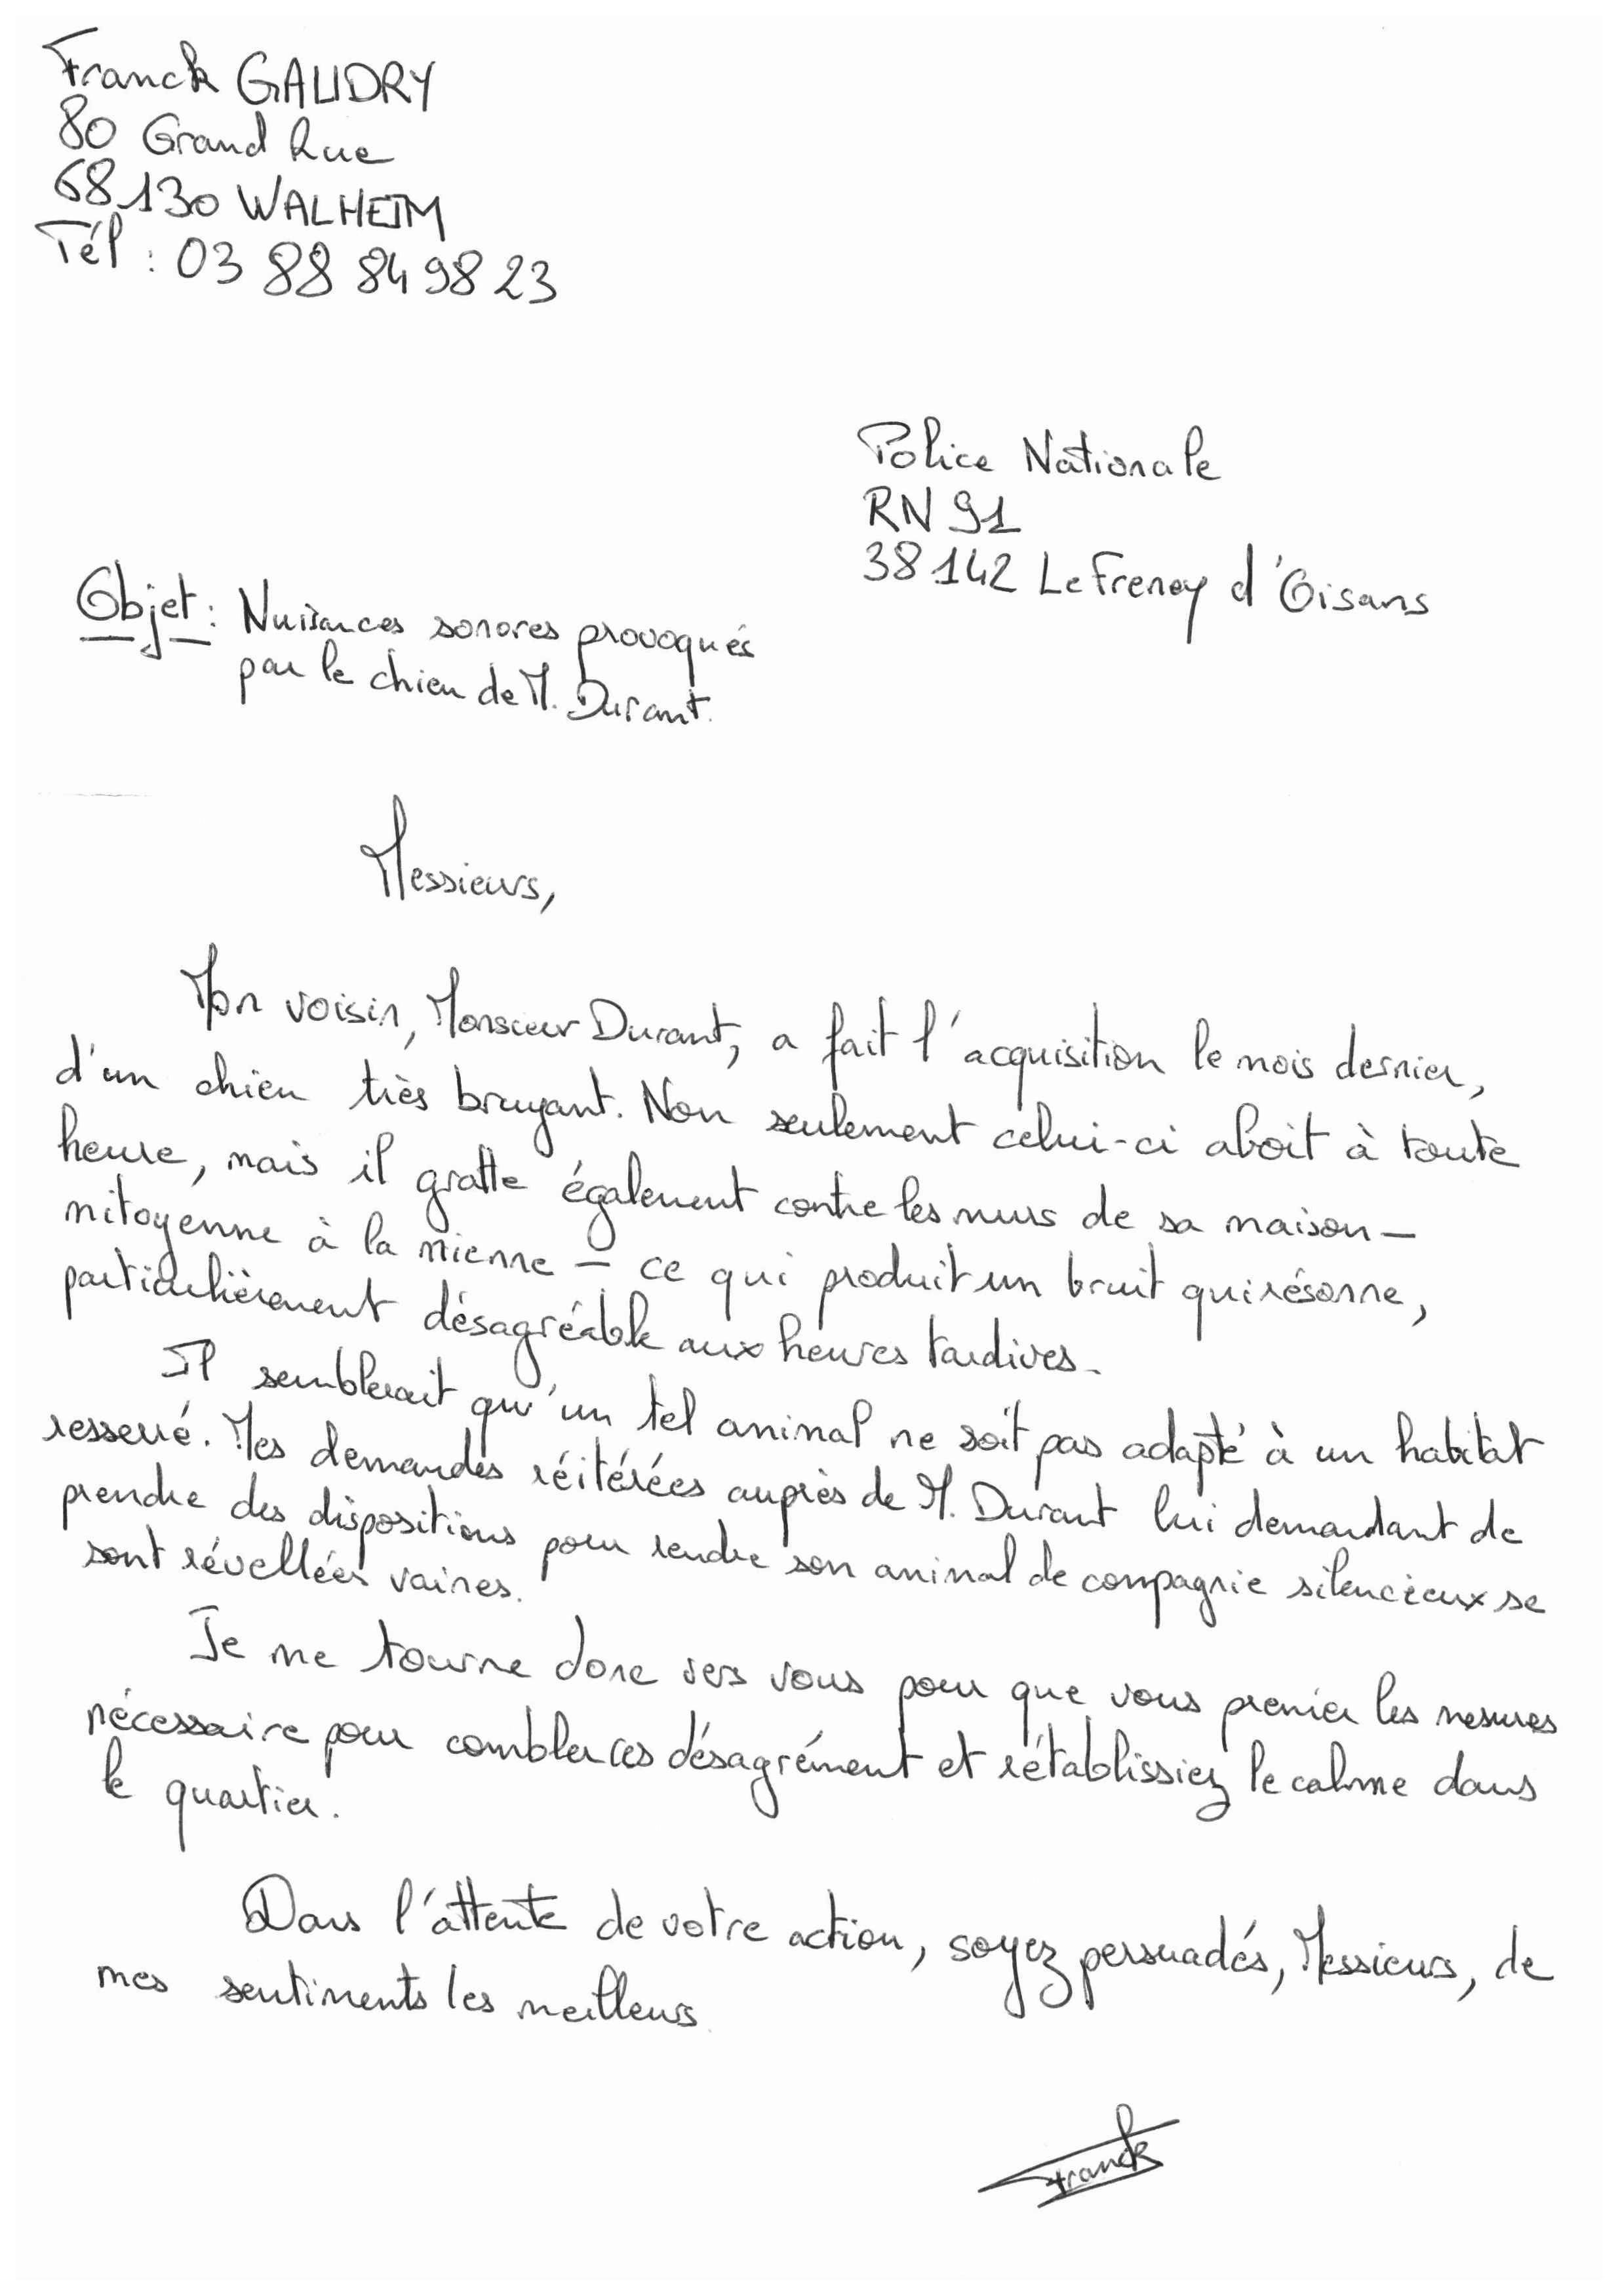 Franck GAUDRY
80 Grand Rue
68130 WALHEIM
Tél : 03 88 84 98 23
Police Nationale
RN 91
38142 Le Freney d'Oisans
Objet : Nuisances sonores provoqués
par le chien de M. Durant.
Messieurs,
Mon voisin, Monsieur Durant, a fait l'acquisition le mois dernier,
d'un chien très bruyant. Non seulement celui-ci aboit à toute
heure, mais il gratte également contre les murs de sa maison –
mitoyenne à la mienne – ce qui produit un bruit qui résonne,
particulièrement désagréable aux heures tardives.
Il semblerait qu'un tel animal ne soit pas adapté à un habitat
resserré. Mes demandes réitérées auprès de M. Durant lui demandant de
prendre des dispositions pour rendre son animal de compagnie silencieux se
sont révellées vaines.
Je me tourne donc vers vous pour que vous preniez les mesures
nécessaire pour combler ces désagrément et rétablissiez le calme dans
le quartier.
Dans l'attente de votre action, soyez persuadés, Messieurs, de
mes sentiments les meilleurs.
Franck